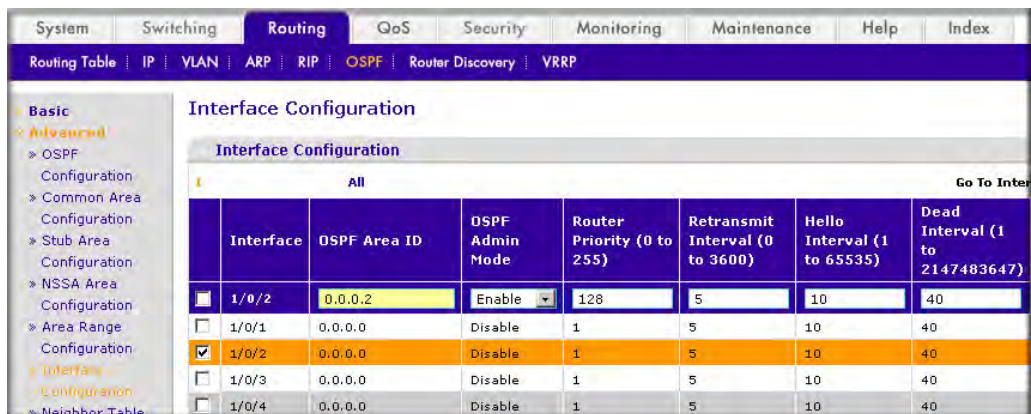 System Switching Routing QoS Security Monitoring Maintenance Help Index
Routing Table IP VLAN ARP RIP OSPF Router Discovery VRRP
Basic
Advanced
» OSPF
Configuration
» Common Area
Configuration
» Stub Area
Configuration
» NSSA Area
Configuration
» Area Range
Configuration
» Interface
Configuration
» Neighbor Table
Interface Configuration
Interface Configuration
All Go To Inter
Interface OSPF Area ID OSPF Admin Mode Router Priority (0 to 255) Retransmit Interval (0 to 3600) Hello Interval (1 to 65535) Dead Interval (1 to 2147483647)
1/0/2 0.0.0.2 Enable 128 5 10 40
1/0/1 0.0.0.0 Disable 1 5 10 40
1/0/2 0.0.0.0 Disable 1 5 10 40
1/0/3 0.0.0.0 Disable 1 5 10 40
1/0/4 0.0.0.0 Disable 1 5 10 40